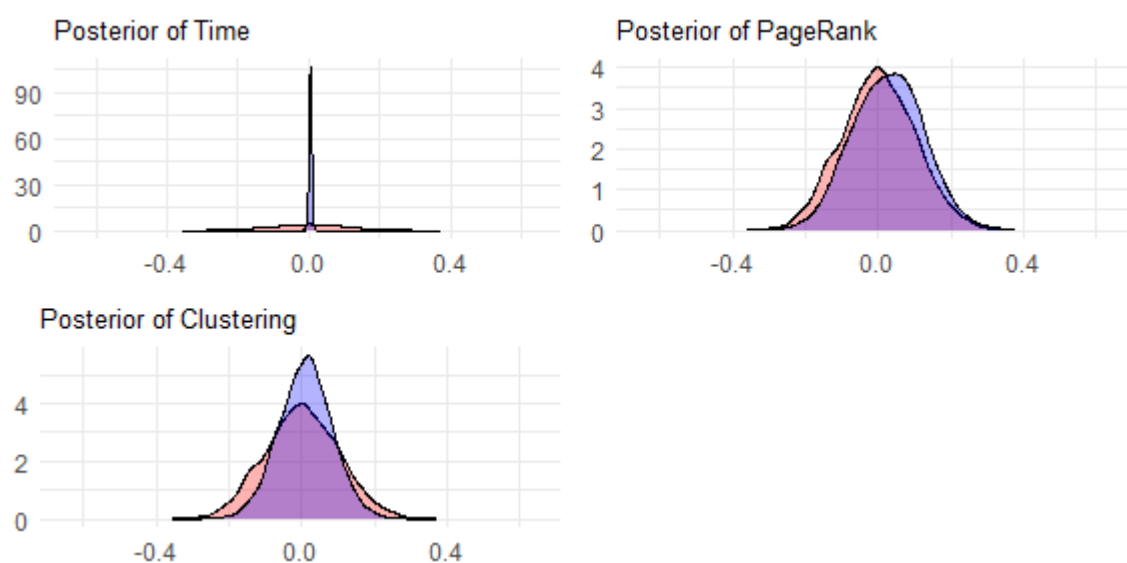 Posterior of Time
90
60
30
0
-0.4 0.0 0.4
Posterior of PageRank
4
3
2
1
0
-0.4 0.0 0.4
Posterior of Clustering
4
2
0
-0.4 0.0 0.4